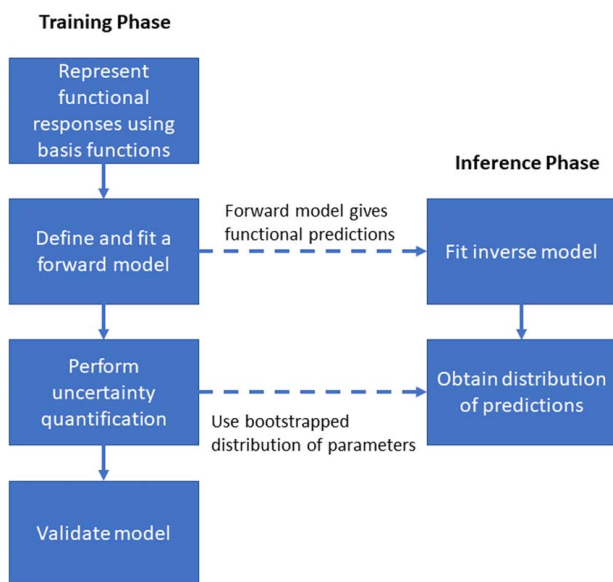 Training Phase
Represent
functional
responses using
basis functions
Inference Phase
Define and fit a
forward model
Forward model gives
functional predictions
Fit inverse model
Perform
uncertainty
quantification
Use bootstrapped
distribution of parameters
Obtain distribution
of predictions
Validate model